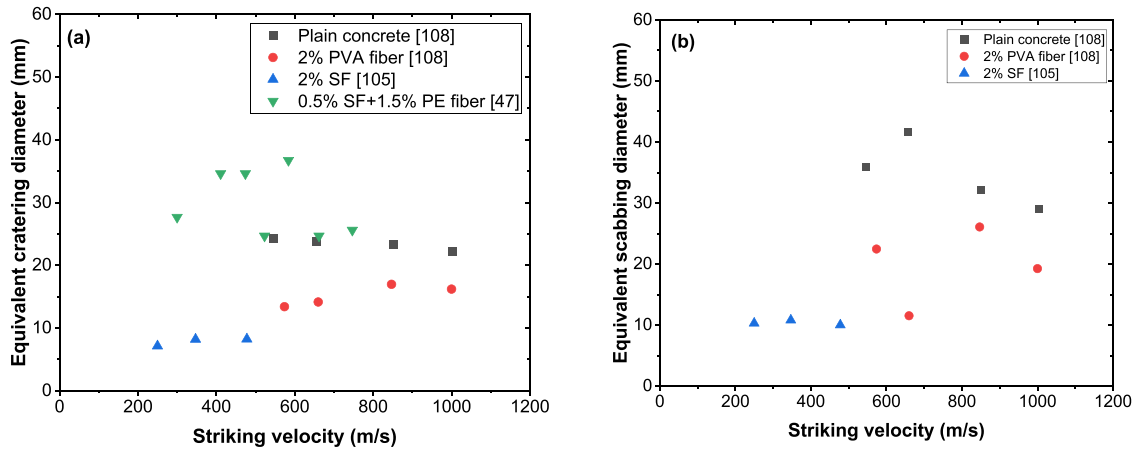 (a)
Plain concrete [108]
2% PVA fiber [108]
2% SF [105]
0.5% SF+1.5% PE fiber [47]
Equivalent cratering diameter (mm)
60
50
40
30
20
10
0
0 200 400 600 800 1000 1200
Striking velocity (m/s)
(b)
Plain concrete [108]
2% PVA fiber [108]
2% SF [105]
Equivalent scabbing diameter (mm)
60
50
40
30
20
10
0
0 200 400 600 800 1000 1200
Striking velocity (m/s)